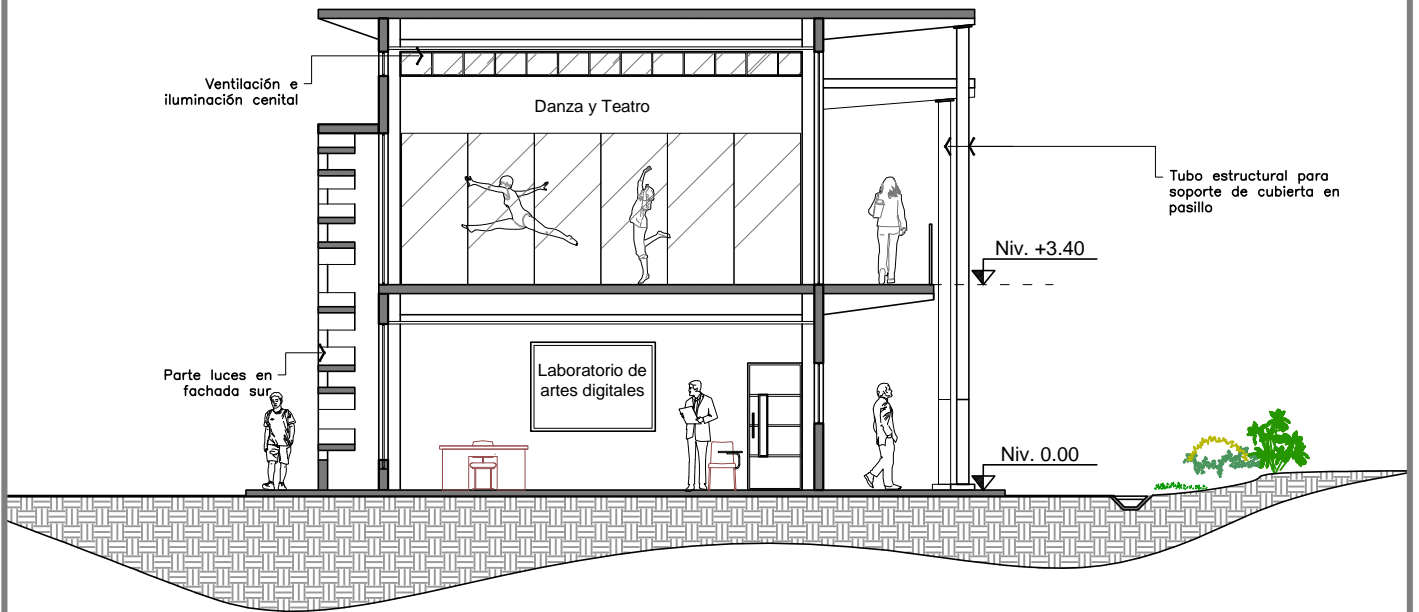 Ventilación e
iluminación cenital
Danza y Teatro
Tubo estructural para
soporte de cubierta en
pasillo
Niv. +3.40
Parte luces en
fachada sur
Laboratorio de
artes digitales
Niv. 0.00